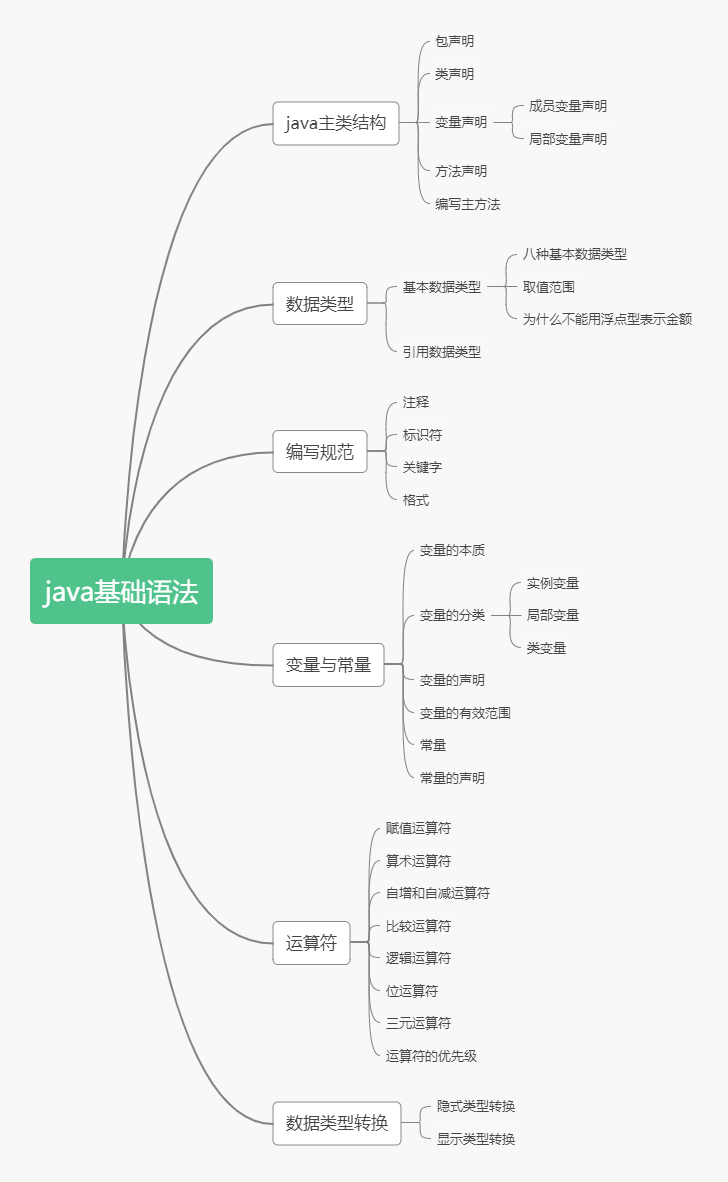 java基础语法
java主类结构
包声明
类声明
变量声明
成员变量声明
局部变量声明
方法声明
编写主方法
数据类型
基本数据类型
八种基本数据类型
取值范围
为什么不能用浮点型表示金额
引用数据类型
编写规范
注释
标识符
关键字
格式
变量与常量
变量的本质
变量的分类
实例变量
局部变量
类变量
变量的声明
变量的有效范围
常量
常量的声明
运算符
赋值运算符
算术运算符
自增和自减运算符
比较运算符
逻辑运算符
位运算符
三元运算符
运算符的优先级
数据类型转换
隐式类型转换
显示类型转换